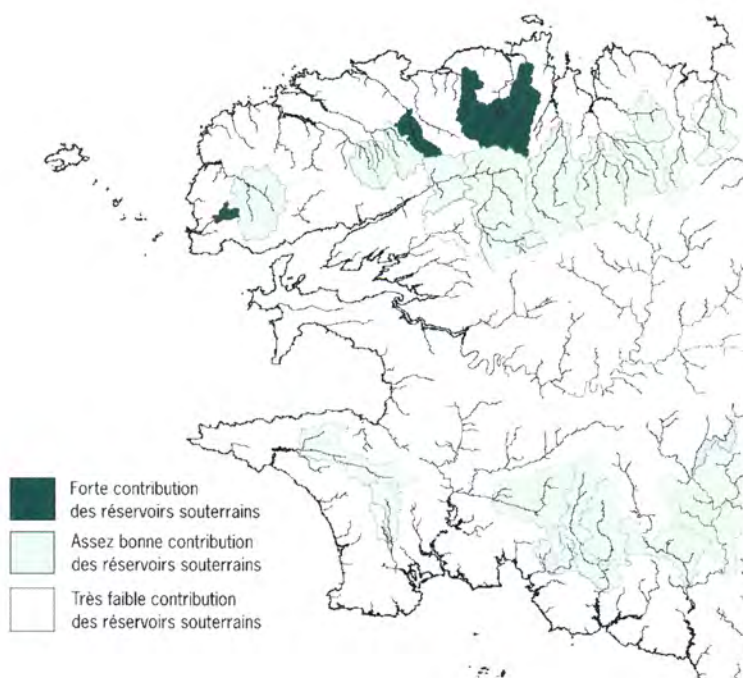 Forte contribution
des réservoirs souterrains
Assez bonne contribution
des réservoirs souterrains
Très faible contribution
des réservoirs souterrains